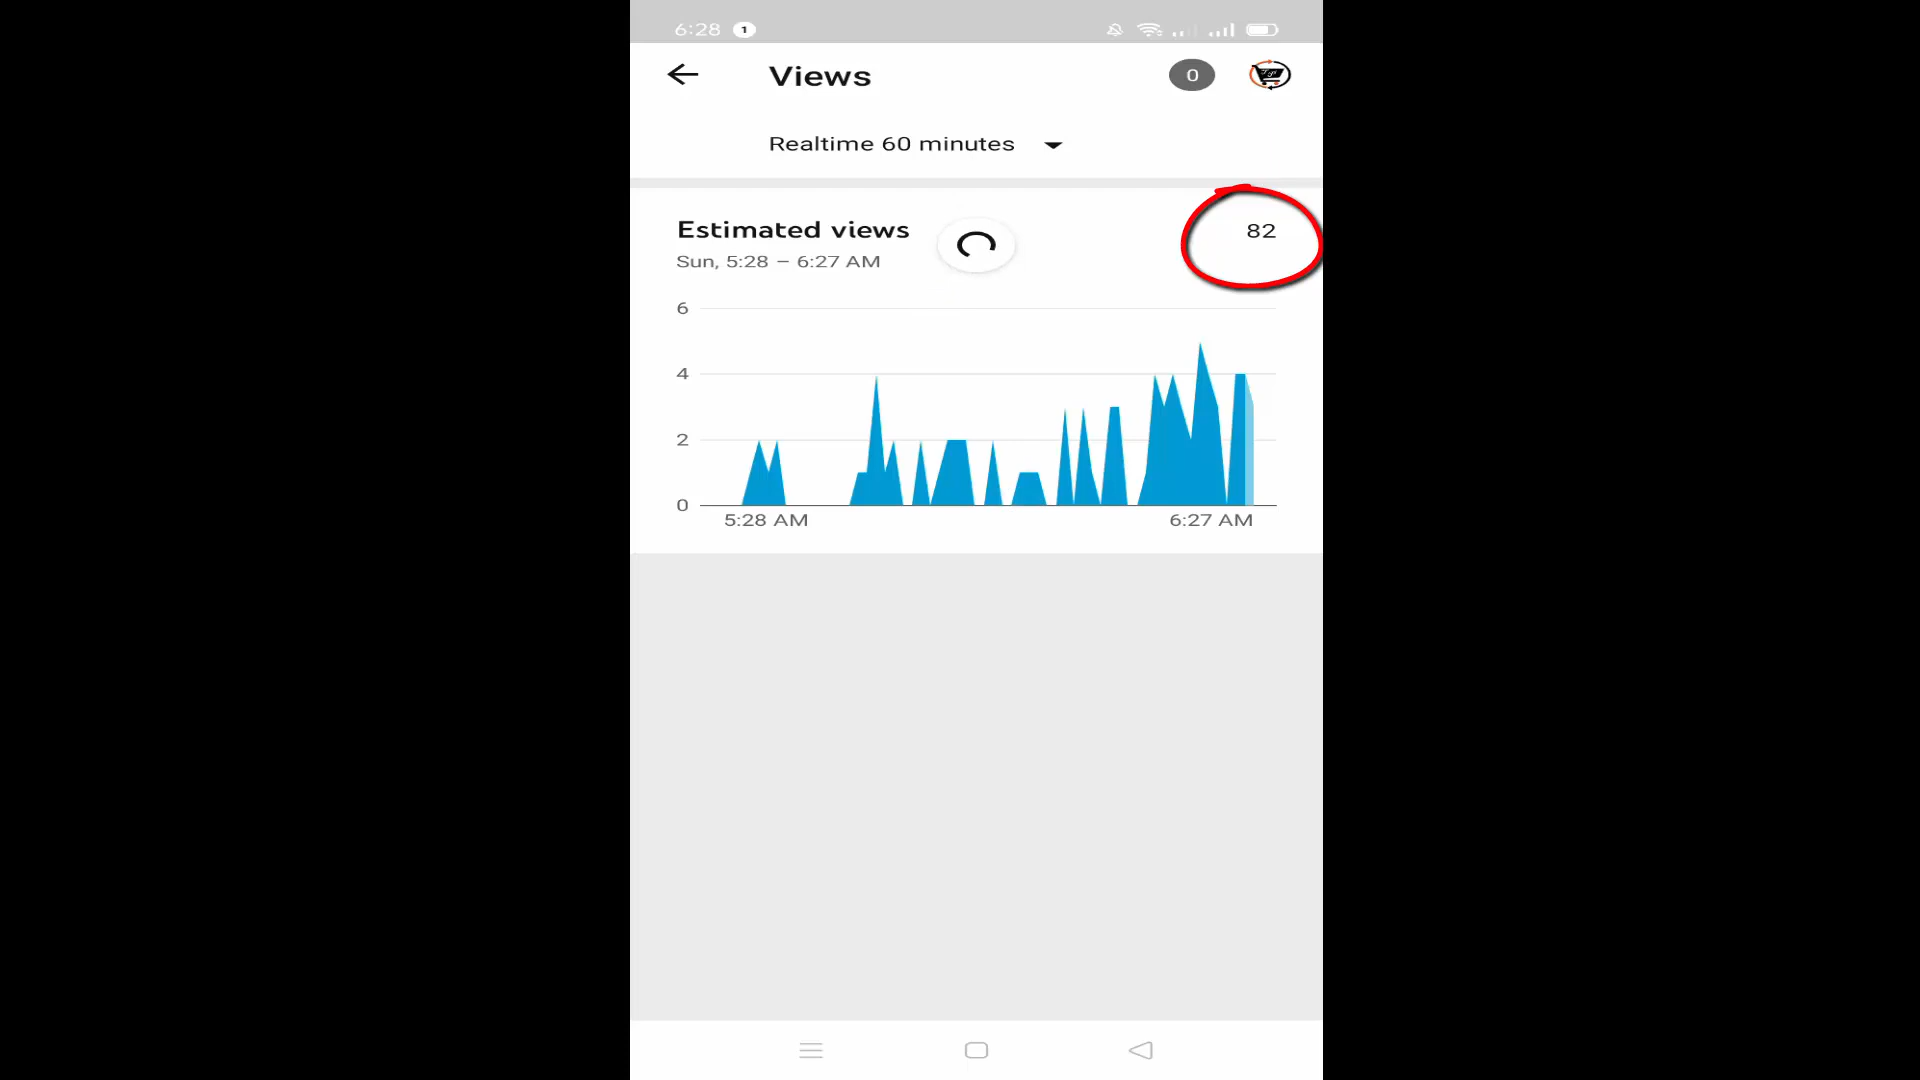 6:28 1
Views 0
Realtime 60 minutes
Estimated views 82
Sun, 5:28 – 6:27 AM
6
4
2
0
5:28 AM 6:27 AM